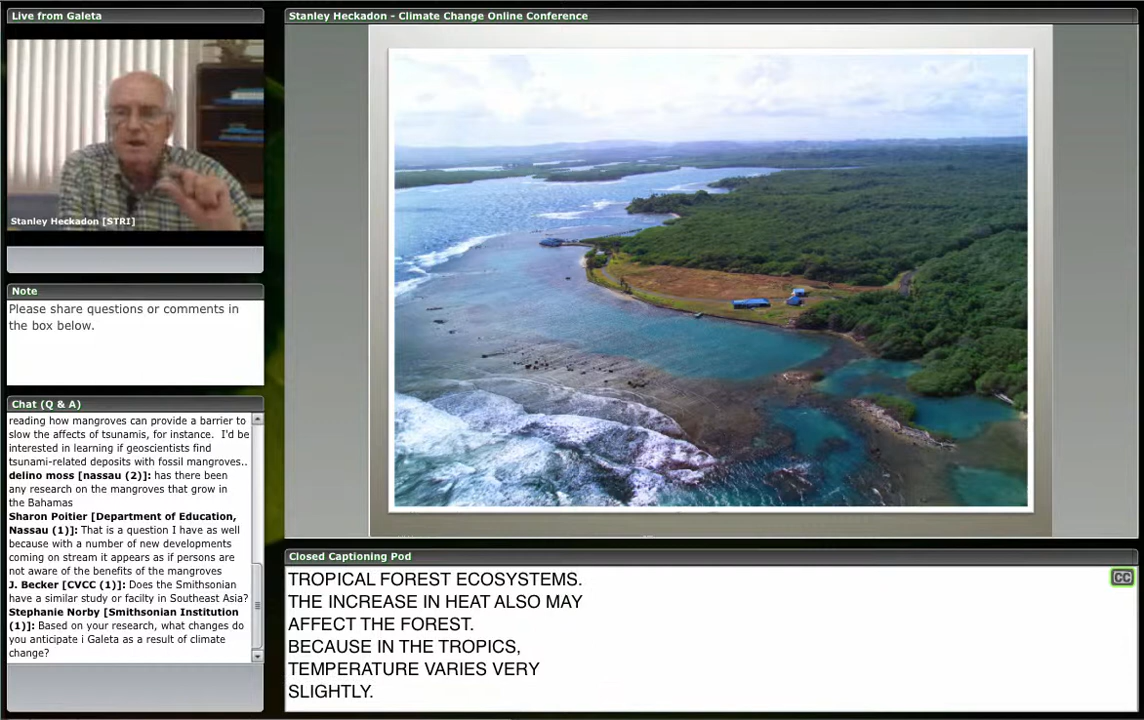 Live from Galeta
Stanley Heckadon [STRI]
Note
Please share questions or comments in
the box below.
Chat (Q & A)
reading how mangroves can provide a barrier to
slow the affects of tsunamis, for instance. I'd be
interested in learning if geoscientists find
tsunami-related deposits with fossil mangroves..
delino moss [nassau (2)]: has there been
any research on the mangroves that grow in
the Bahamas
Sharon Poitier [Department of Education,
Nassau (1)]: That is a question I have as well
because with a number of new developments
coming on stream it appears as if persons are
not aware of the benefits of the mangroves
J. Becker [CVCC (1)]: Does the Smithsonian
have a similar study or facilty in Southeast Asia?
Stephanie Norby [Smithsonian Institution
(1)]: Based on your research, what changes do
you anticipate i Galeta as a result of climate
change?
Stanley Heckadon - Climate Change Online Conference
Closed Captioning Pod
CC
TROPICAL FOREST ECOSYSTEMS.
THE INCREASE IN HEAT ALSO MAY
AFFECT THE FOREST.
BECAUSE IN THE TROPICS,
TEMPERATURE VARIES VERY
SLIGHTLY.